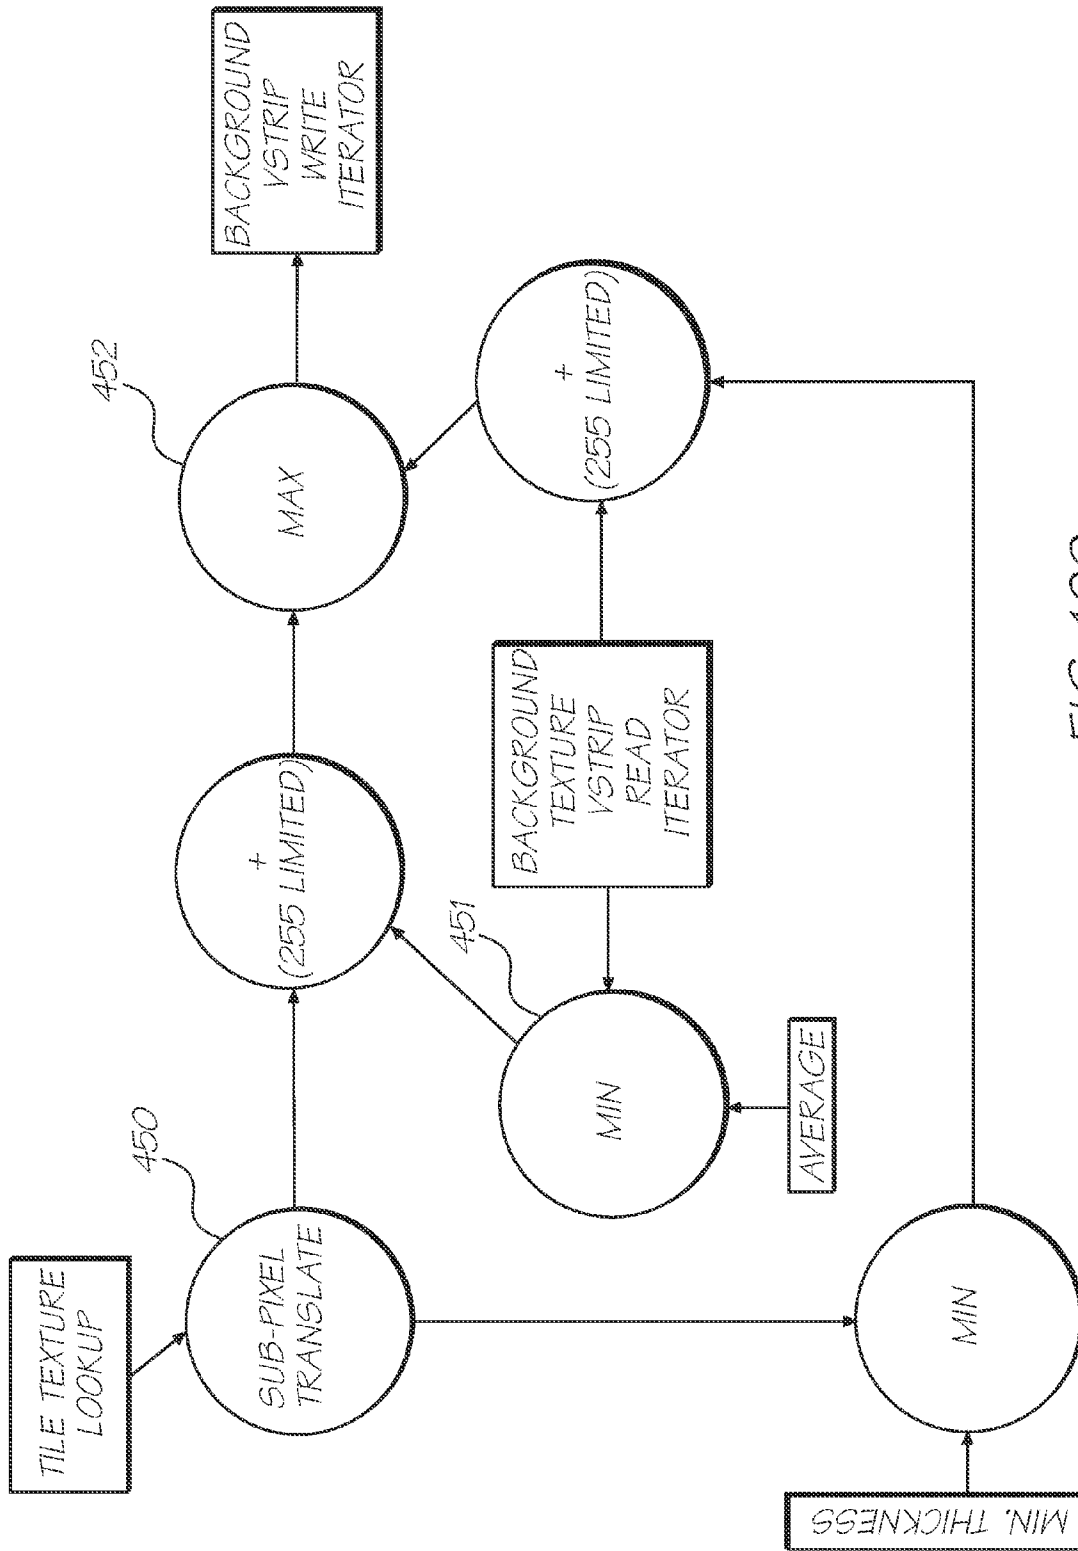 TILE TEXTURE
LOOKUP
450
SUB-PIXEL
TRANSLATE
+
(255 LIMITED)
452
MAX
BACKGROUND
VSTRIP
WRITE
ITERATOR
451
MIN
AVERAGE
BACKGROUND
TEXTURE
VSTRIP
READ
ITERATOR
+
(255 LIMITED)
MIN. THICKNESS
MIN
FIG.